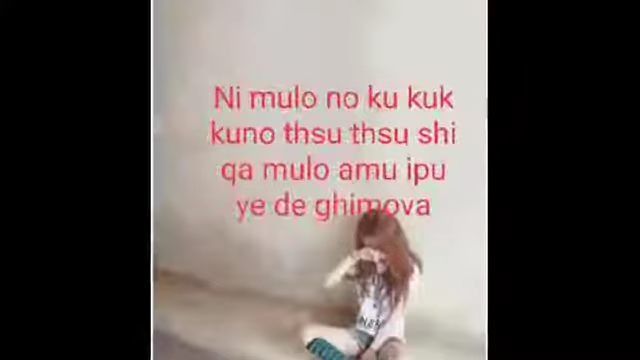 Ni mulo no ku kuk
kuno thsu thsu shi
qa mulo amu ipu
ye de ghimova